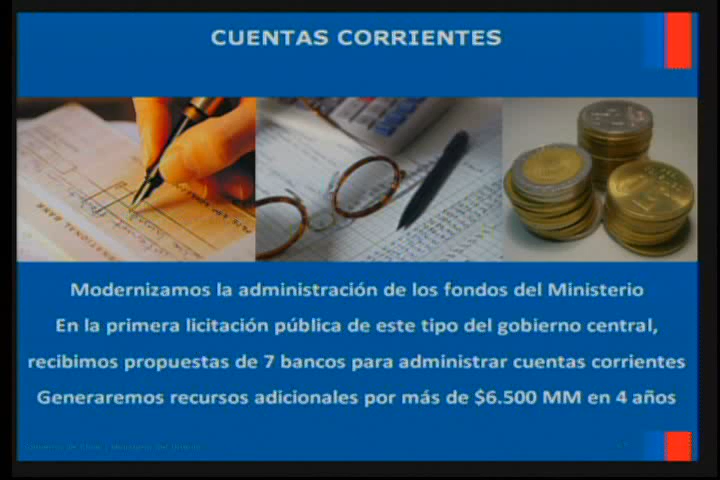 CUENTAS CORRIENTES
Modernizamos la administración de los fondos del Ministerio
En la primera licitación pública de este tipo del gobierno central,
recibimos propuestas de 7 bancos para administrar cuentas corrientes
Generaremos recursos adicionales por más de $6.500 MM en 4 años